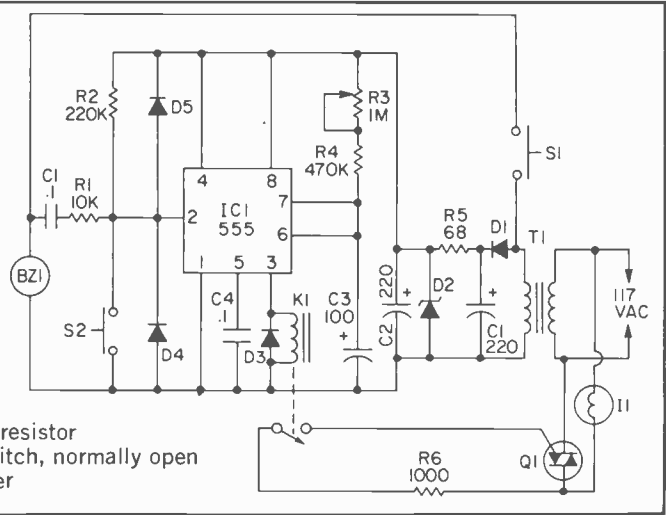 R2
220K
D5
R3
1M
R4
470K
C1
.1
R1
10K
4
8
2
IC1
555
7
6
1
5
3
S1
R5
68
D1
T1
BZ1
S2
C4
.1
K1
C3
100
+
D3
D4
C2
220
+
D2
+
C1
220
117
VAC
I1
resistor
itch, normally open
er
R6
1000
Q1